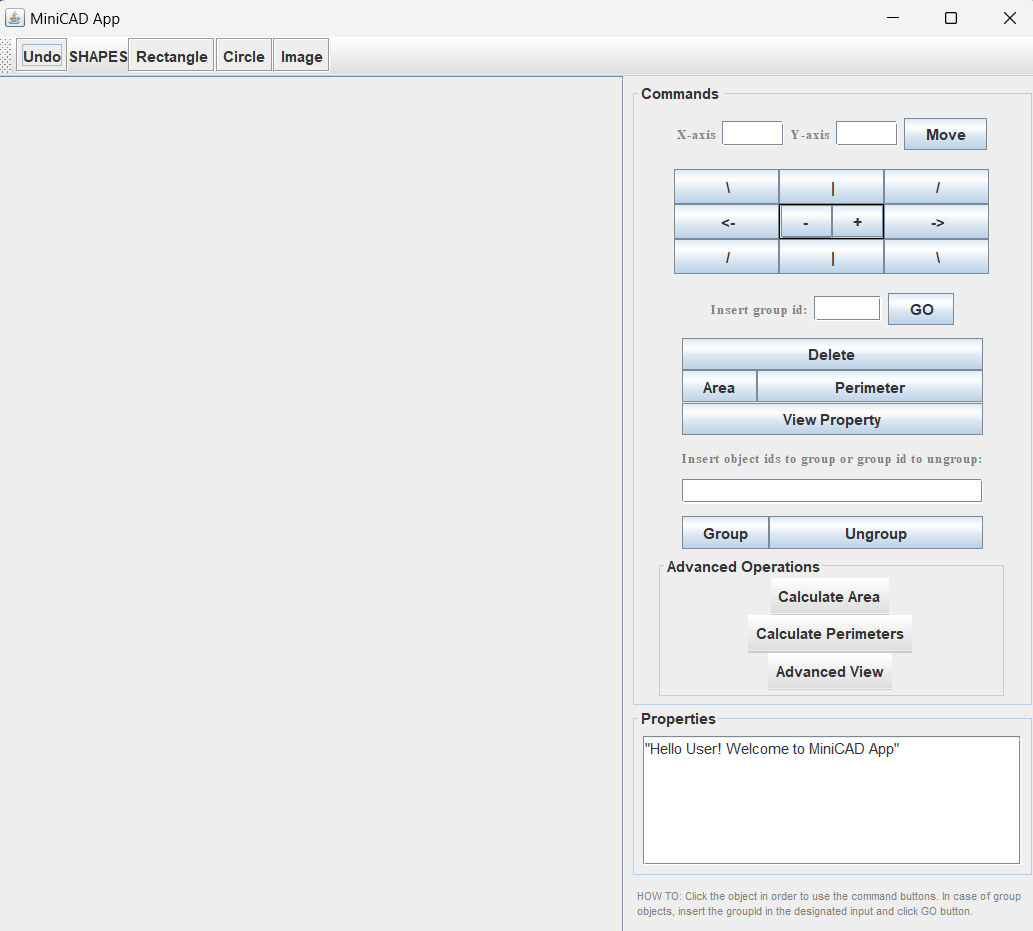 MiniCAD App
Undo SHAPES Rectangle Circle Image
Commands
X-axis Y-axis Move
\ | /
<- - + ->
/ | \
Insert group id: GO
Delete
Area Perimeter
View Property
Insert object ids to group or group id to ungroup:
Group Ungroup
Advanced Operations
Calculate Area
Calculate Perimeters
Advanced View
Properties
"Hello User! Welcome to MiniCAD App"
HOW TO: Click the object in order to use the command buttons. In case of group
objects, insert the groupId in the designated input and click GO button.